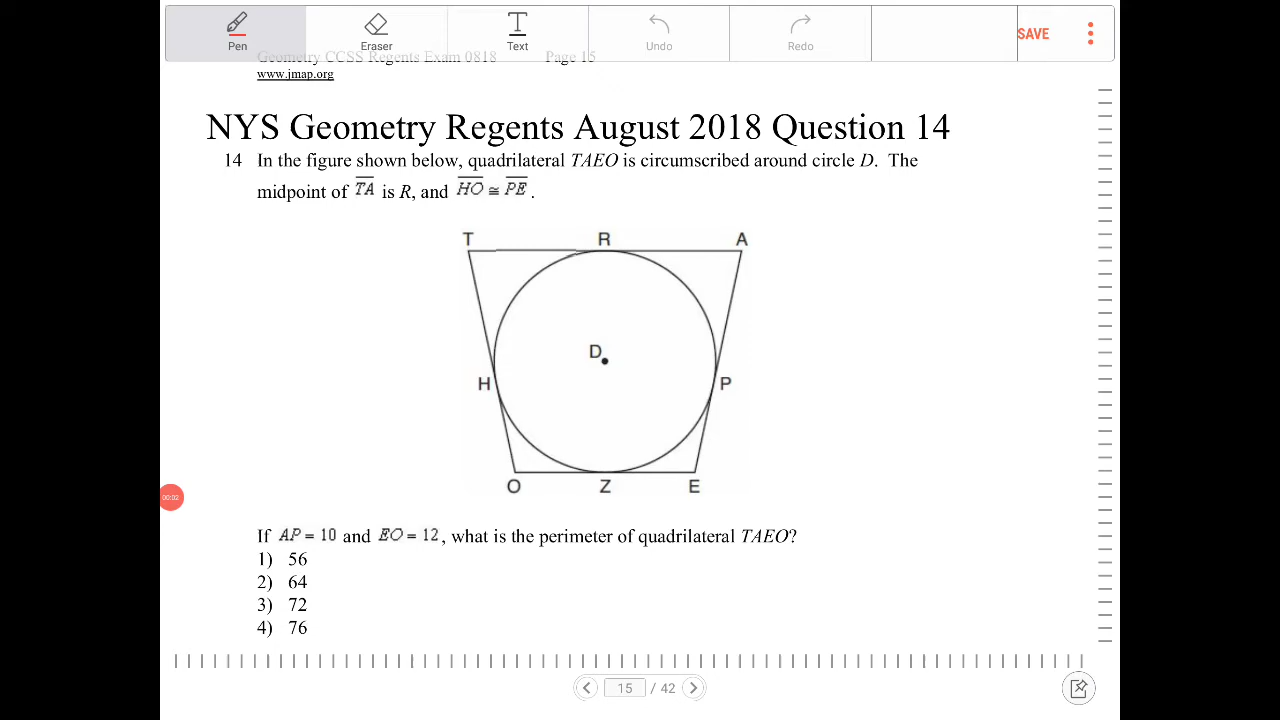 Pen Eraser Text Undo Redo SAVE
Geometry CCSS Regents Exam 0818 Page 15
www.jmap.org
NYS Geometry Regents August 2018 Question 14
14 In the figure shown below, quadrilateral TAEO is circumscribed around circle D. The
midpoint of TA is R, and HO ≅ PE.
T R A
D
H P
O Z E
00:02
If AP = 10 and EO = 12, what is the perimeter of quadrilateral TAEO?
1) 56
2) 64
3) 72
4) 76
15 / 42